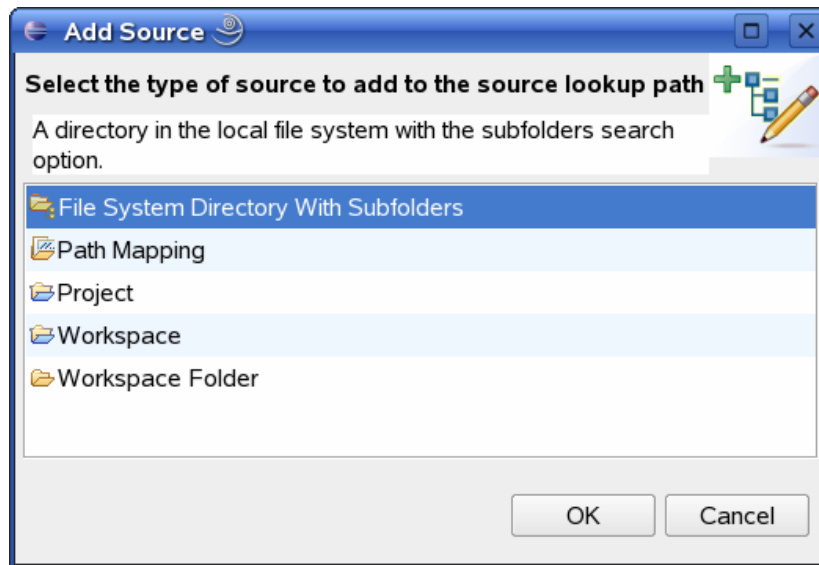 Add Source
Select the type of source to add to the source lookup path
A directory in the local file system with the subfolders search
option.
File System Directory With Subfolders
Path Mapping
Project
Workspace
Workspace Folder
OK
Cancel